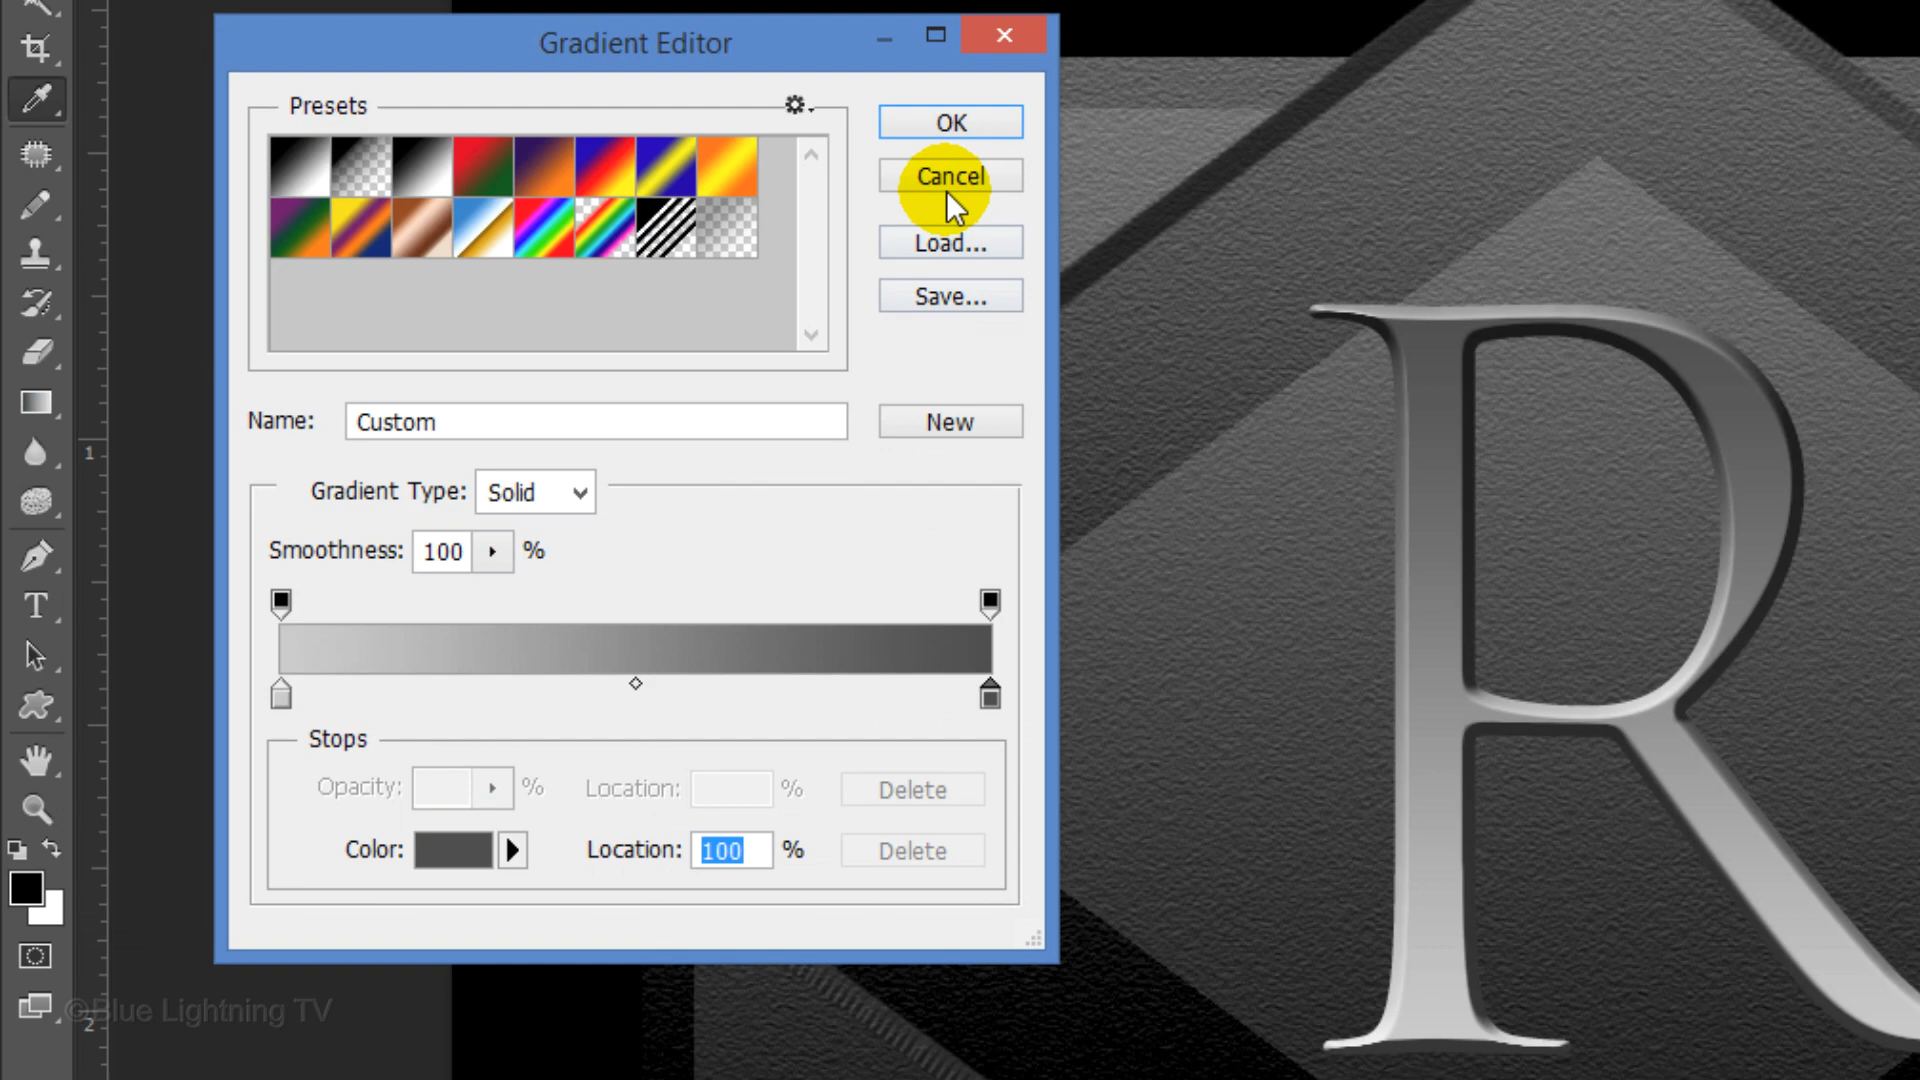 Gradient Editor
Presets
OK
Cancel
Load...
Save...
Name: Custom
New
Gradient Type: Solid
Smoothness: 100 %
Stops
Opacity: % Location: % Delete
Color: Location: 100 % Delete
1
2
©Blue Lightning TV
R